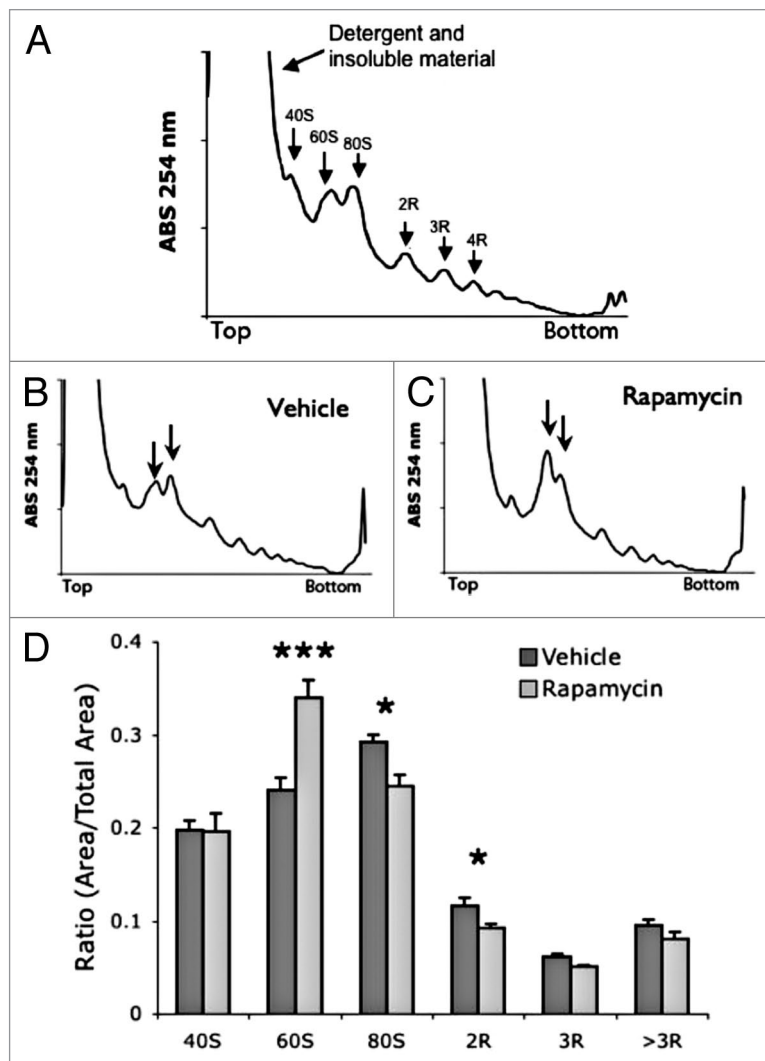 A
Detergent and
insoluble material
40S
60S
80S
2R
3R
4R
ABS 254 nm
Top
Bottom
B
Vehicle
ABS 254 nm
Top
Bottom
C
Rapamycin
ABS 254 nm
Top
Bottom
D
Ratio (Area/Total Area)
0.4
0.3
0.2
0.1
0
***
*
*
Vehicle
Rapamycin
40S
60S
80S
2R
3R
>3R